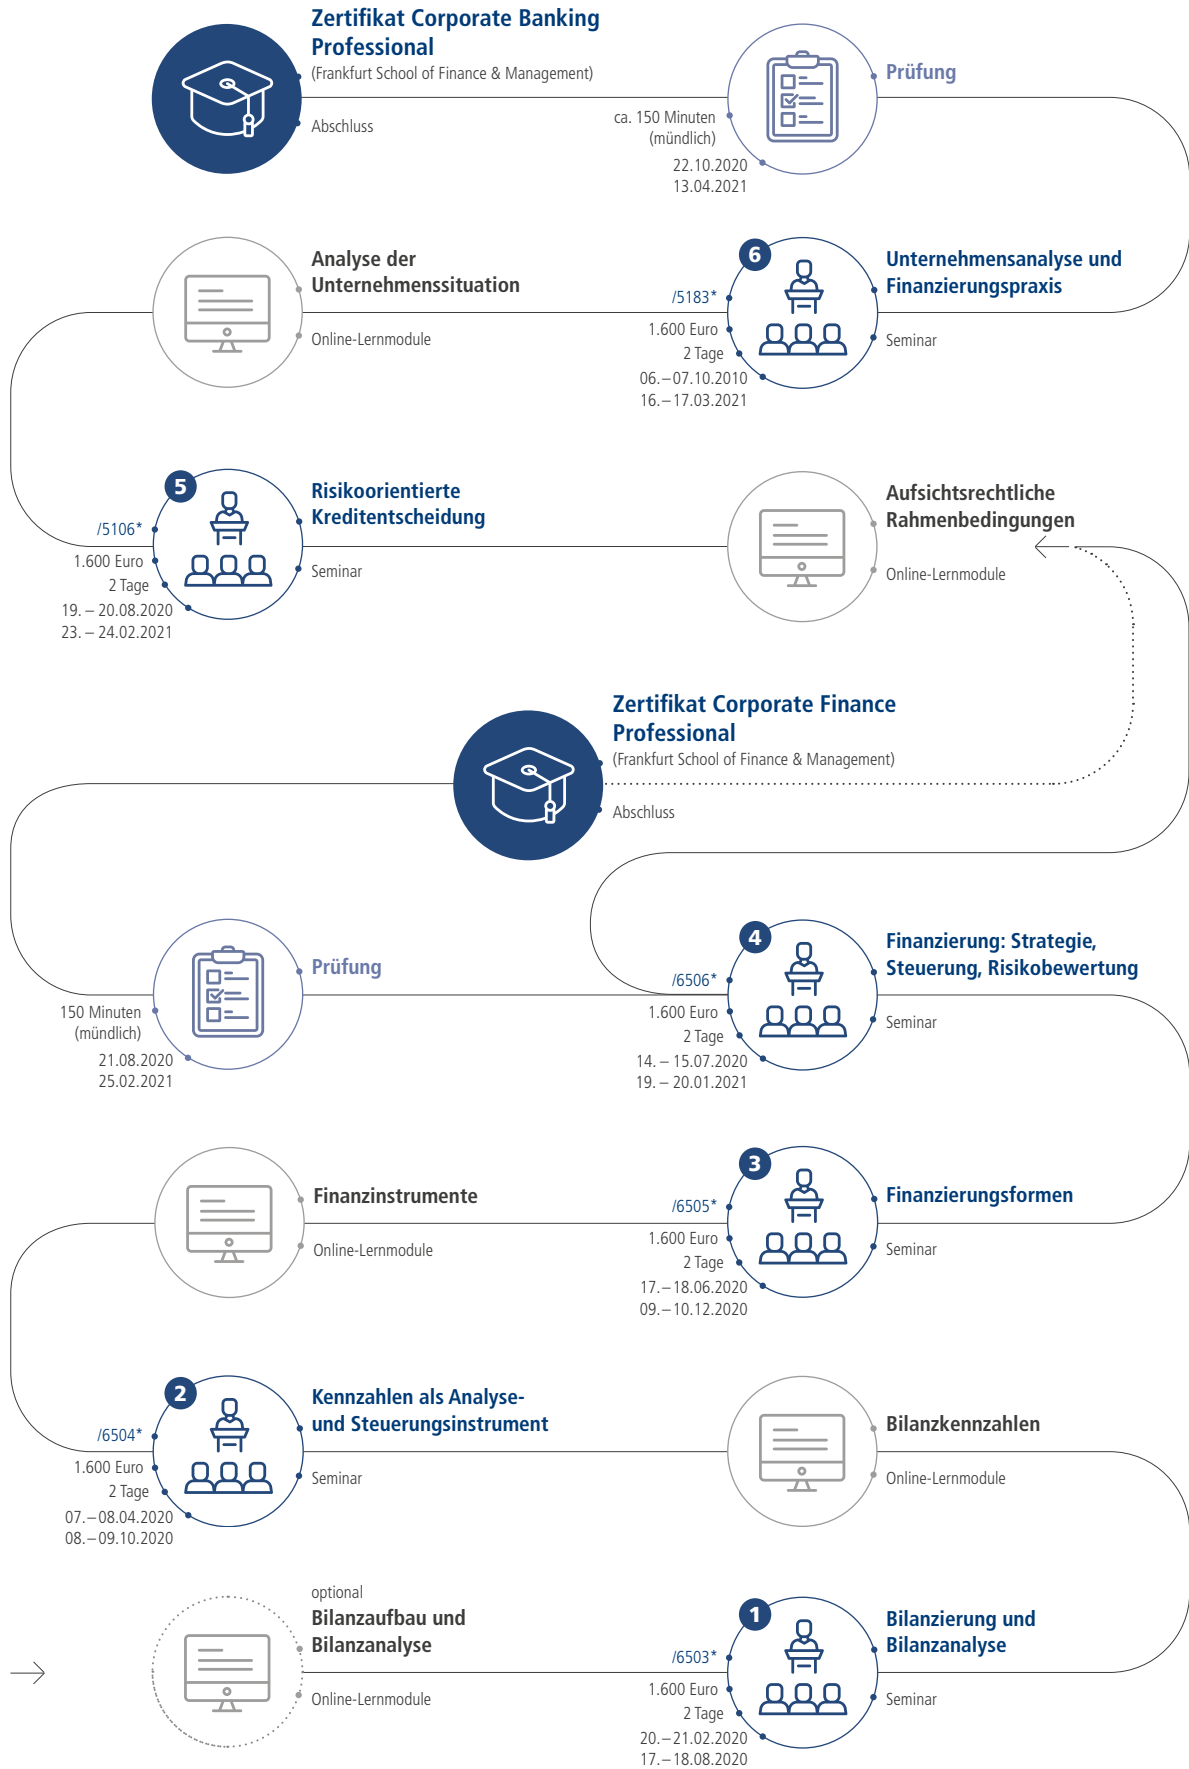 Zertifikat Corporate Banking
Professional
(Frankfurt School of Finance & Management)
Abschluss
Prüfung
ca. 150 Minuten
(mündlich)
22.10.2020
13.04.2021
Analyse der
Unternehmenssituation
Online-Lernmodule
6
Unternehmensanalyse und
Finanzierungspraxis
Seminar
/5183*
1.600 Euro
2 Tage
06.–07.10.2010
16.–17.03.2021
5
Risikoorientierte
Kreditentscheidung
Seminar
/5106*
1.600 Euro
2 Tage
19. – 20.08.2020
23. – 24.02.2021
Aufsichtsrechtliche
Rahmenbedingungen
Online-Lernmodule
Zertifikat Corporate Finance
Professional
(Frankfurt School of Finance & Management)
Abschluss
Prüfung
150 Minuten
(mündlich)
21.08.2020
25.02.2021
4
Finanzierung: Strategie,
Steuerung, Risikobewertung
Seminar
/6506*
1.600 Euro
2 Tage
14. – 15.07.2020
19. – 20.01.2021
Finanzinstrumente
Online-Lernmodule
3
Finanzierungsformen
Seminar
/6505*
1.600 Euro
2 Tage
17.–18.06.2020
09.–10.12.2020
2
Kennzahlen als Analyse-
und Steuerungsinstrument
Seminar
/6504*
1.600 Euro
2 Tage
07.–08.04.2020
08.–09.10.2020
Bilanzkennzahlen
Online-Lernmodule
optional
Bilanzaufbau und
Bilanzanalyse
Online-Lernmodule
1
Bilanzierung und
Bilanzanalyse
Seminar
/6503*
1.600 Euro
2 Tage
20.–21.02.2020
17.–18.08.2020